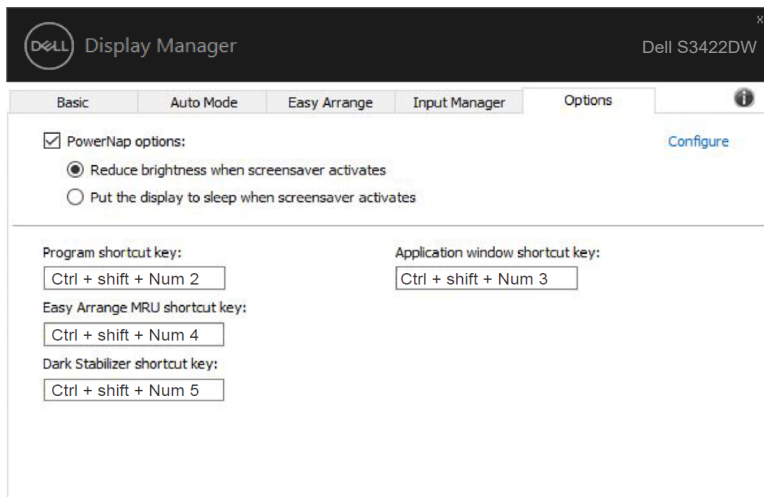 DELL Display Manager
Dell S3422DW
x
Basic Auto Mode Easy Arrange Input Manager Options
PowerNap options: Configure
Reduce brightness when screensaver activates
Put the display to sleep when screensaver activates
Program shortcut key: Application window shortcut key:
Ctrl + shift + Num 2 Ctrl + shift + Num 3
Easy Arrange MRU shortcut key:
Ctrl + shift + Num 4
Dark Stabilizer shortcut key:
Ctrl + shift + Num 5